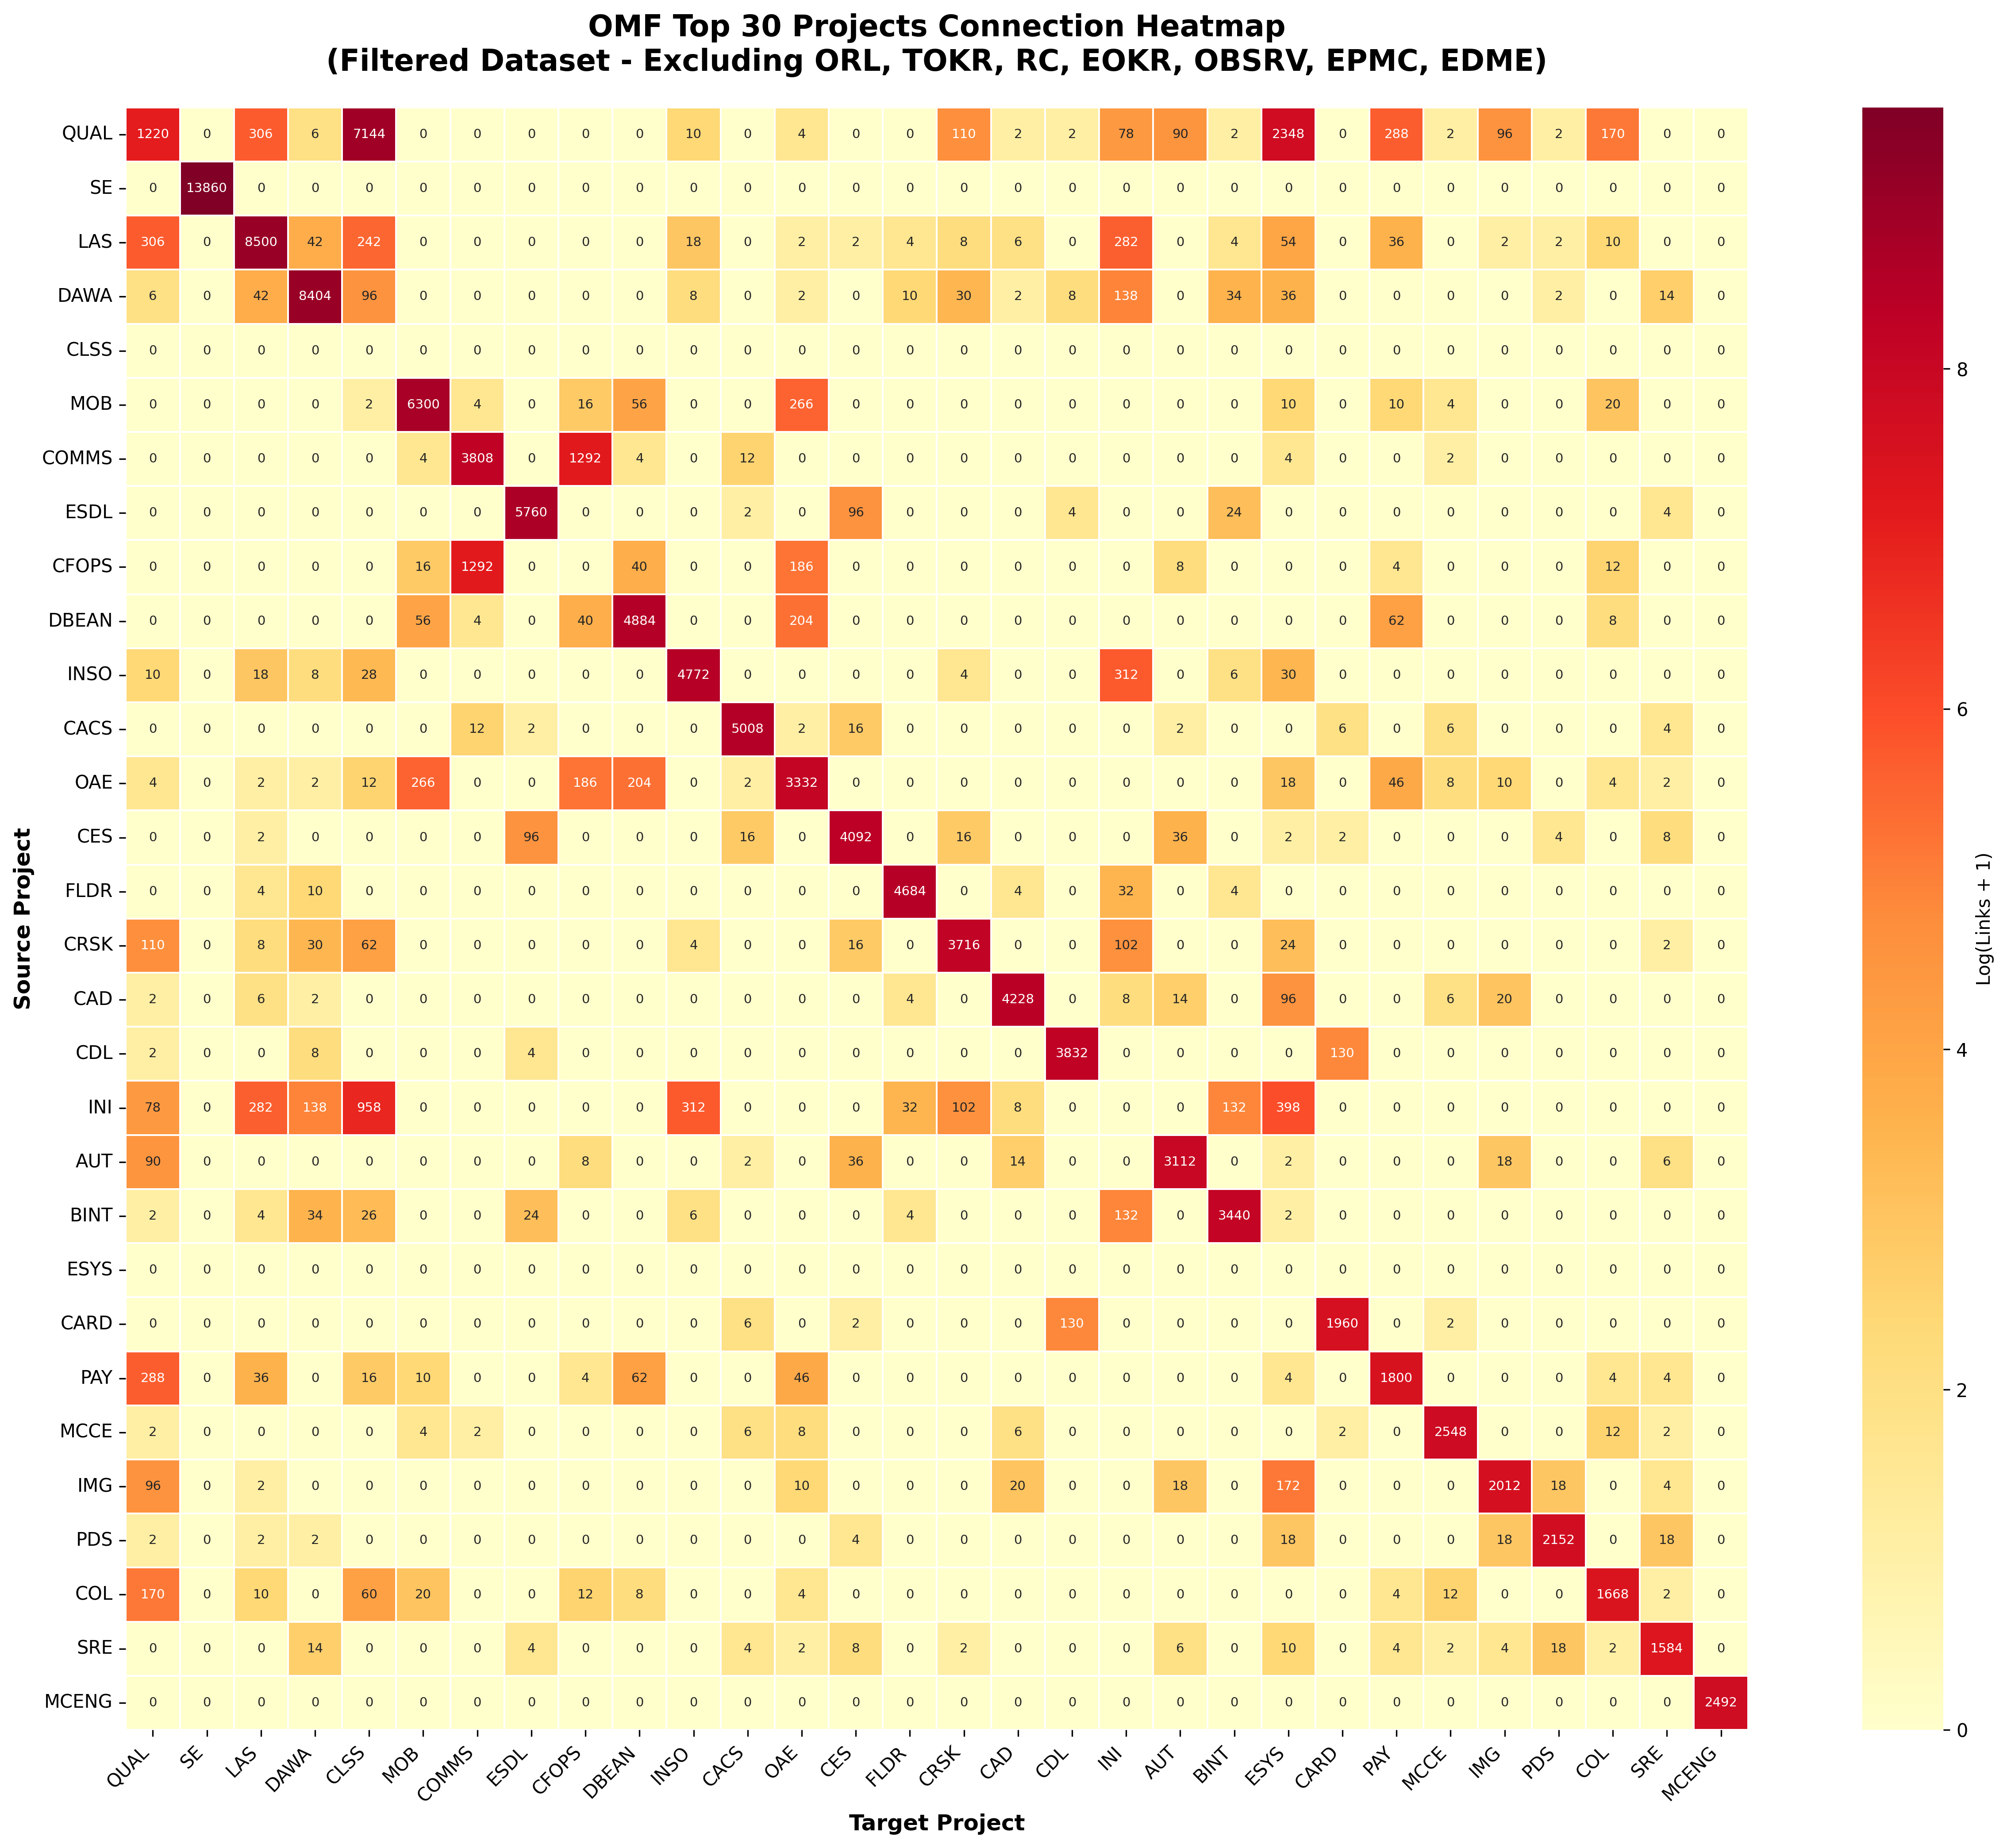 OMF Top 30 Projects Connection Heatmap
(Filtered Dataset - Excluding ORL, TOKR, RC, EOKR, OBSRV, EPMC, EDME)
QUAL 1220 0 306 6 7144 0 0 0 0 0 10 0 4 0 0 110 2 2 78 90 2 2348 0 288 2 96 2 170 0 0
SE 0 13860 0 0 0 0 0 0 0 0 0 0 0 0 0 0 0 0 0 0 0 0 0 0 0 0 0 0 0 0
LAS 306 0 8500 42 242 0 0 0 0 0 18 0 2 2 4 8 6 0 282 0 4 54 0 36 0 2 2 10 0 0
DAWA 6 0 42 8404 96 0 0 0 0 0 8 0 2 0 10 30 2 8 138 0 34 36 0 0 0 0 2 0 14 0
CLSS 0 0 0 0 0 0 0 0 0 0 0 0 0 0 0 0 0 0 0 0 0 0 0 0 0 0 0 0 0 0
MOB 0 0 0 0 2 6300 4 0 16 56 0 0 266 0 0 0 0 0 0 0 0 10 0 10 4 0 0 20 0 0
COMMS 0 0 0 0 0 4 3808 0 1292 4 0 12 0 0 0 0 0 0 0 0 0 4 0 0 2 0 0 0 0 0
ESDL 0 0 0 0 0 0 0 5760 0 0 0 2 0 96 0 0 0 4 0 0 24 0 0 0 0 0 0 0 4 0
CFOPS 0 0 0 0 0 16 1292 0 0 40 0 0 186 0 0 0 0 0 0 8 0 0 0 4 0 0 0 12 0 0
DBEAN 0 0 0 0 0 56 4 0 40 4884 0 0 204 0 0 0 0 0 0 0 0 0 0 62 0 0 0 8 0 0
INSO 10 0 18 8 28 0 0 0 0 0 4772 0 0 0 0 4 0 0 312 0 6 30 0 0 0 0 0 0 0 0
CACS 0 0 0 0 0 0 12 2 0 0 0 5008 2 16 0 0 0 0 0 2 0 0 6 0 6 0 0 0 4 0
OAE 4 0 2 2 12 266 0 0 186 204 0 2 3332 0 0 0 0 0 0 0 0 18 0 46 8 10 0 4 2 0
CES 0 0 2 0 0 0 0 96 0 0 0 16 0 4092 0 16 0 0 0 36 0 2 2 0 0 0 4 0 8 0
FLDR 0 0 4 10 0 0 0 0 0 0 0 0 0 0 4684 0 4 0 32 0 4 0 0 0 0 0 0 0 0 0
CRSK 110 0 8 30 62 0 0 0 0 0 4 0 0 16 0 3716 0 0 102 0 0 24 0 0 0 0 0 0 2 0
CAD 2 0 6 2 0 0 0 0 0 0 0 0 0 0 4 0 4228 0 8 14 0 96 0 0 6 20 0 0 0 0
CDL 2 0 0 8 0 0 0 4 0 0 0 0 0 0 0 0 0 3832 0 0 0 0 130 0 0 0 0 0 0 0
INI 78 0 282 138 958 0 0 0 0 0 312 0 0 0 32 102 8 0 0 0 132 398 0 0 0 0 0 0 0 0
AUT 90 0 0 0 0 0 0 0 8 0 0 2 0 36 0 0 14 0 0 3112 0 2 0 0 0 18 0 0 6 0
BINT 2 0 4 34 26 0 0 24 0 0 6 0 0 0 4 0 0 0 132 0 3440 2 0 0 0 0 0 0 0 0
ESYS 0 0 0 0 0 0 0 0 0 0 0 0 0 0 0 0 0 0 0 0 0 0 0 0 0 0 0 0 0 0
CARD 0 0 0 0 0 0 0 0 0 0 0 6 0 2 0 0 0 130 0 0 0 0 1960 0 2 0 0 0 0 0
PAY 288 0 36 0 16 10 0 0 4 62 0 0 46 0 0 0 0 0 0 0 0 4 0 1800 0 0 0 4 4 0
MCCE 2 0 0 0 0 4 2 0 0 0 0 6 8 0 0 0 6 0 0 0 0 0 2 0 2548 0 0 12 2 0
IMG 96 0 2 0 0 0 0 0 0 0 0 0 10 0 0 0 20 0 0 18 0 172 0 0 0 2012 18 0 4 0
PDS 2 0 2 2 0 0 0 0 0 0 0 0 0 4 0 0 0 0 0 0 0 18 0 0 0 18 2152 0 18 0
COL 170 0 10 0 60 20 0 0 12 8 0 0 4 0 0 0 0 0 0 0 0 0 0 4 12 0 0 1668 2 0
SRE 0 0 0 14 0 0 0 4 0 0 0 4 2 8 0 2 0 0 0 6 0 10 0 4 2 4 18 2 1584 0
MCENG 0 0 0 0 0 0 0 0 0 0 0 0 0 0 0 0 0 0 0 0 0 0 0 0 0 0 0 0 0 2492
QUAL SE LAS DAWA CLSS MOB COMMS ESDL CFOPS DBEAN INSO CACS OAE CES FLDR CRSK CAD CDL INI AUT BINT ESYS CARD PAY MCCE IMG PDS COL SRE MCENG
Target Project
Source Project
8
6
4
2
0
Log(Links + 1)